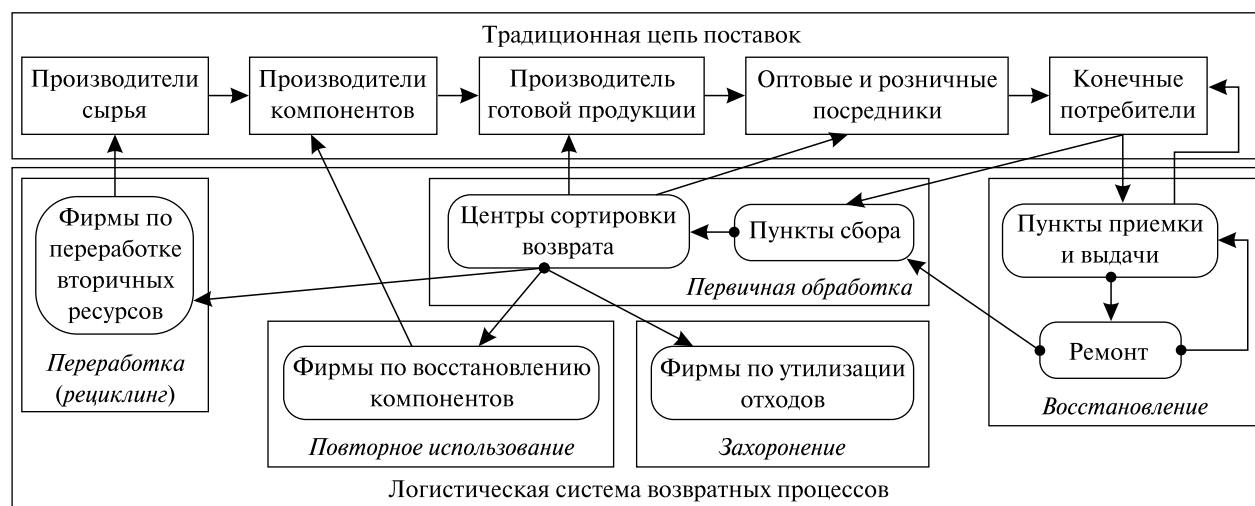 Традиционная цепь поставок
Производители
сырья
Производители
компонентов
Производитель
готовой продукции
Оптовые и розничные
посредники
Конечные
потребители
Фирмы по
переработке
вторичных
ресурсов
Переработка
(рециклинг)
Центры сортировки
возврата
Пункты сбора
Первичная обработка
Пункты приемки
и выдачи
Ремонт
Восстановление
Фирмы по восстановлению
компонентов
Повторное использование
Фирмы по утилизации
отходов
Захоронение
Логистическая система возвратных процессов